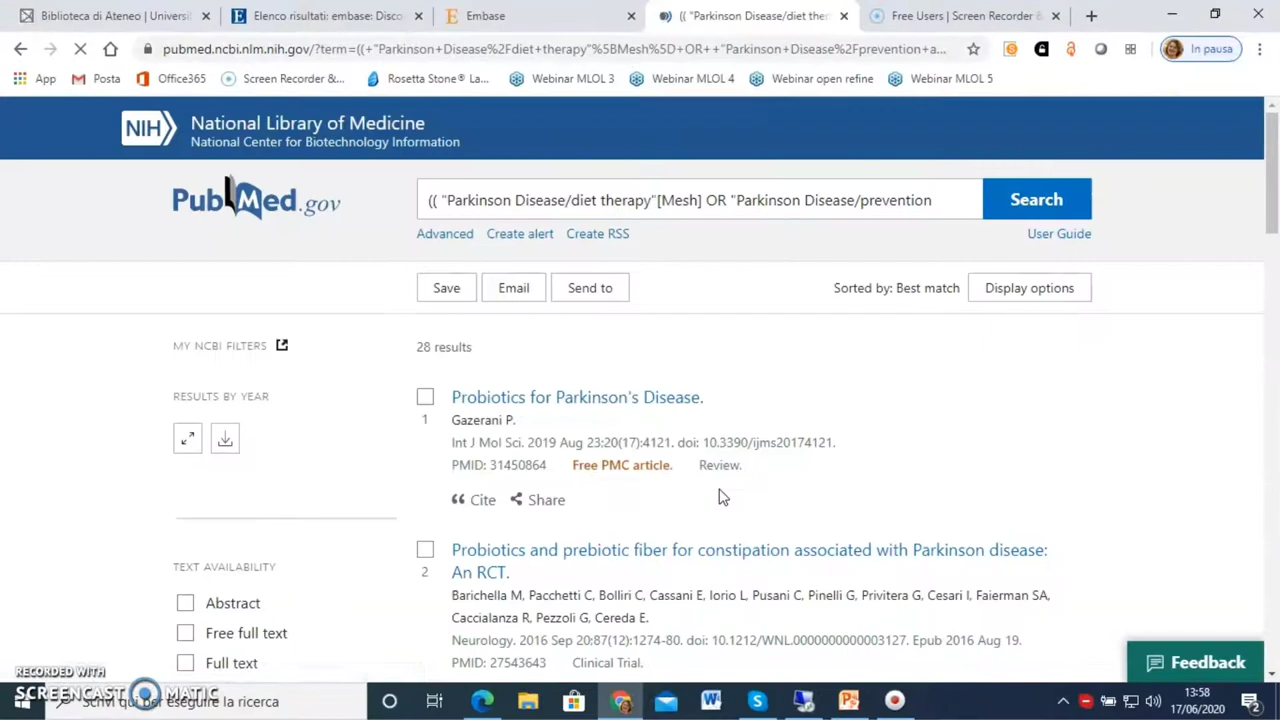 Biblioteca di Ateneo | Universi
Elenco risultati: embase: Disco
Embase
(( "Parkinson Disease/diet ther
Free Users | Screen Recorder &
pubmed.ncbi.nlm.nih.gov/?term=((+"Parkinson+Disease%2Fdiet+therapy"%5BMesh%5D+OR++"Parkinson+Disease%2Fprevention+a...
In pausa
App
Posta
Office365
Screen Recorder &...
Rosetta Stone® La...
Webinar MLOL 3
Webinar MLOL 4
Webinar open refine
Webinar MLOL 5
NIH
National Library of Medicine
National Center for Biotechnology Information
PubMed.gov
(( "Parkinson Disease/diet therapy"[Mesh] OR "Parkinson Disease/prevention
Search
Advanced
Create alert
Create RSS
User Guide
Save
Email
Send to
Sorted by: Best match
Display options
MY NCBI FILTERS
28 results
RESULTS BY YEAR
Probiotics for Parkinson's Disease.
1
Gazerani P.
Int J Mol Sci. 2019 Aug 23;20(17):4121. doi: 10.3390/ijms20174121.
PMID: 31450864
Free PMC article.
Review.
Cite
Share
TEXT AVAILABILITY
Abstract
Free full text
Full text
Probiotics and prebiotic fiber for constipation associated with Parkinson disease:
2
An RCT.
Barichella M, Pacchetti C, Bolliri C, Cassani E, Iorio L, Pusani C, Pinelli G, Privitera G, Cesari I, Faierman SA,
Caccialanza R, Pezzoli G, Cereda E.
Neurology. 2016 Sep 20;87(12):1274-80. doi: 10.1212/WNL.0000000000003127. Epub 2016 Aug 19.
PMID: 27543643
Clinical Trial.
Feedback
RECORDED WITH
SCREENCAST MATIC
Scrivi qui per eseguire la ricerca
13:58
17/06/2020
2